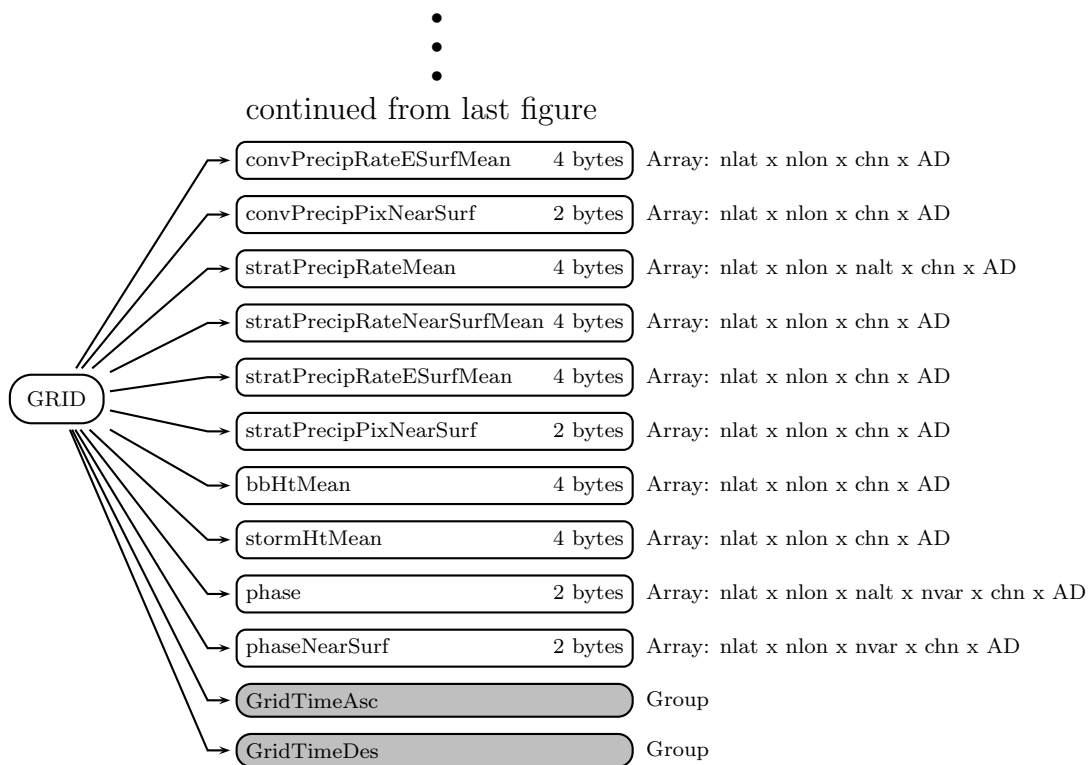 continued from last figure
convPrecipRateESurfMean 4 bytes Array: nlat x nlon x chn x AD
convPrecipPixNearSurf 2 bytes Array: nlat x nlon x chn x AD
stratPrecipRateMean 4 bytes Array: nlat x nlon x nalt x chn x AD
stratPrecipRateNearSurfMean 4 bytes Array: nlat x nlon x chn x AD
stratPrecipRateESurfMean 4 bytes Array: nlat x nlon x chn x AD
GRID
stratPrecipPixNearSurf 2 bytes Array: nlat x nlon x chn x AD
bbHtMean 4 bytes Array: nlat x nlon x chn x AD
stormHtMean 4 bytes Array: nlat x nlon x chn x AD
phase 2 bytes Array: nlat x nlon x nalt x nvar x chn x AD
phaseNearSurf 2 bytes Array: nlat x nlon x nvar x chn x AD
GridTimeAsc Group
GridTimeDes Group